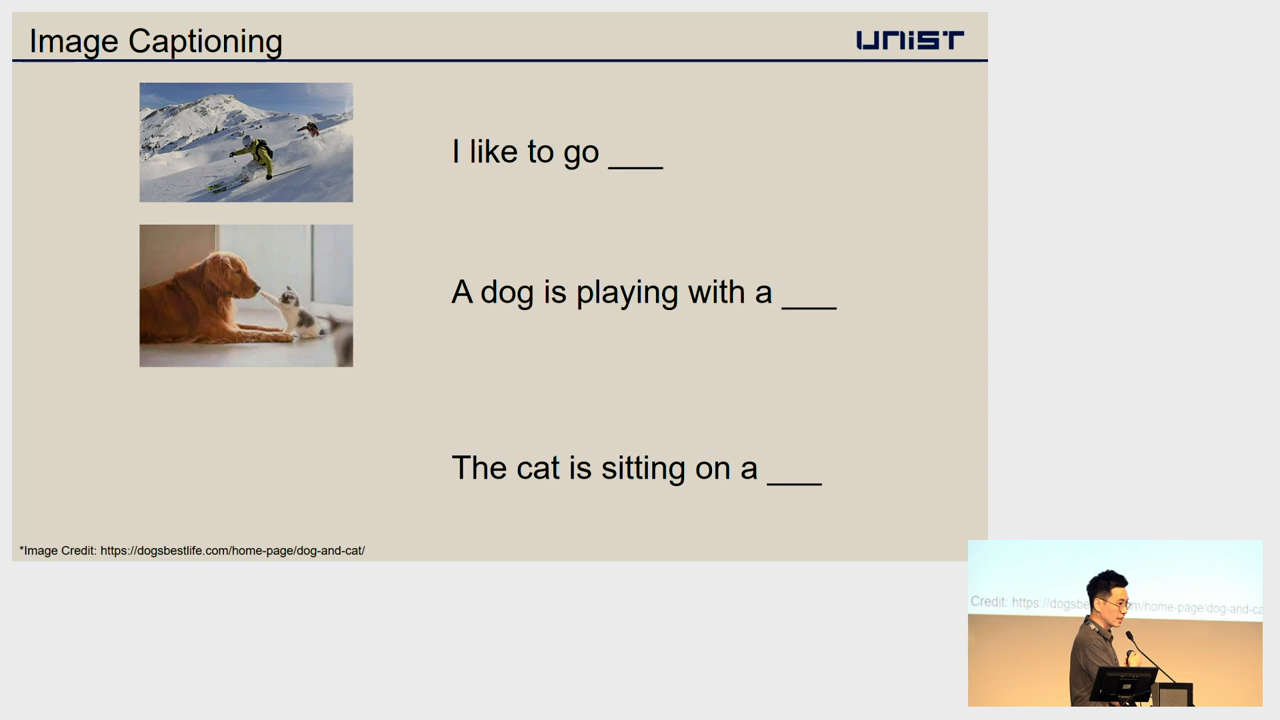 Image Captioning
UNIST
I like to go ___
A dog is playing with a ___
The cat is sitting on a ___
*Image Credit: https://dogsbestlife.com/home-page/dog-and-cat/
Credit: https://dogsbe m/home-page/dog-and-ca